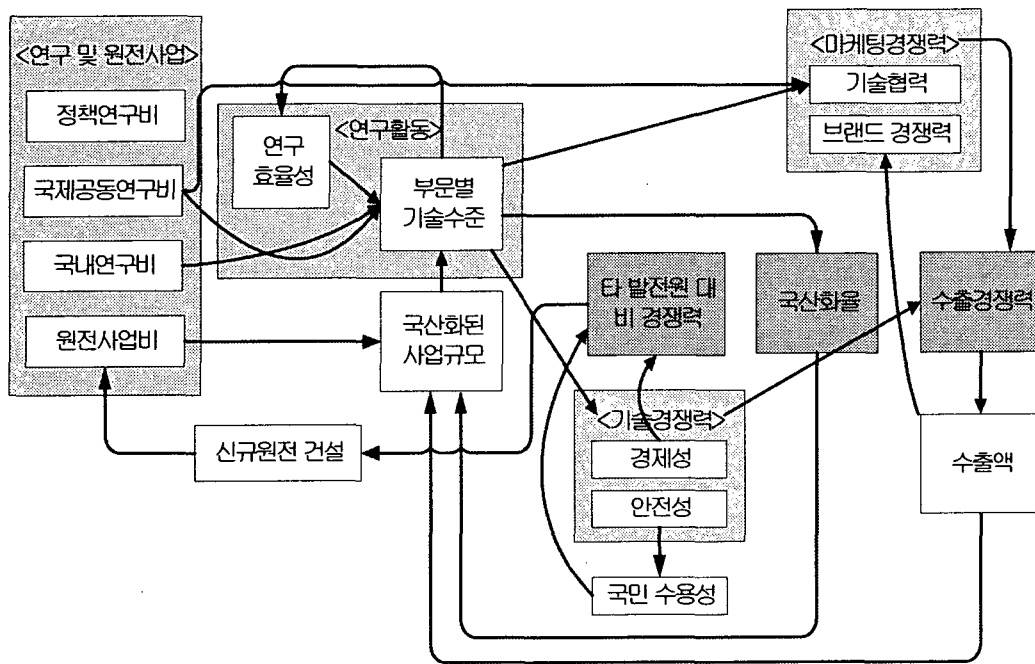 <연구 및 원전사업>
정책연구비
국제공동연구비
국내연구비
원전사업비
<연구활동>
연구
효율성
부문별
기술수준
<마케팅경쟁력>
기술협력
브랜드 경쟁력
국산화된
사업규모
타 발전원 대
비 경쟁력
국산화율
수출경쟁력
<기술경쟁력>
경제성
안전성
신규원전 건설
수출액
국민 수용성